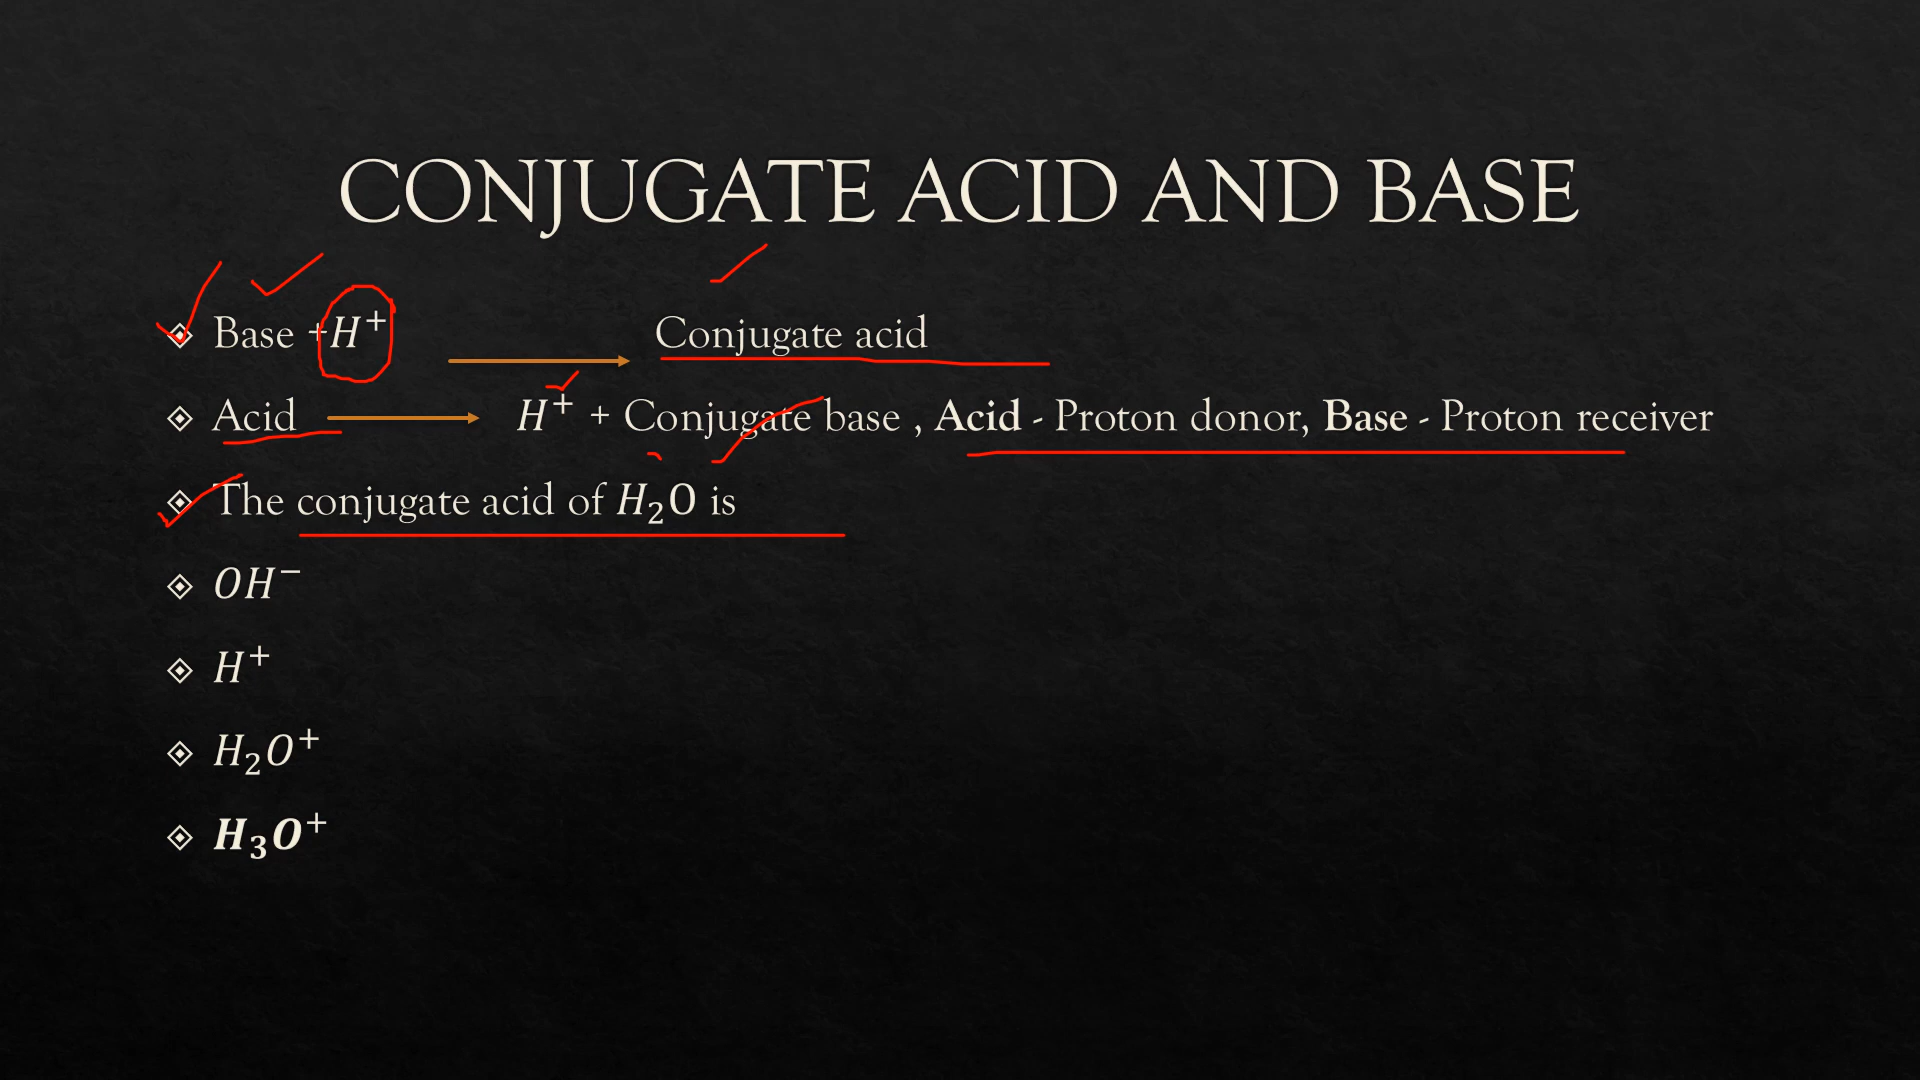 CONJUGATE ACID AND BASE
Base +H⁺ → Conjugate acid
Acid → H⁺ + Conjugate base , Acid - Proton donor, Base - Proton receiver
The conjugate acid of H₂O is
OH⁻
H⁺
H₂O⁺
H₃O⁺